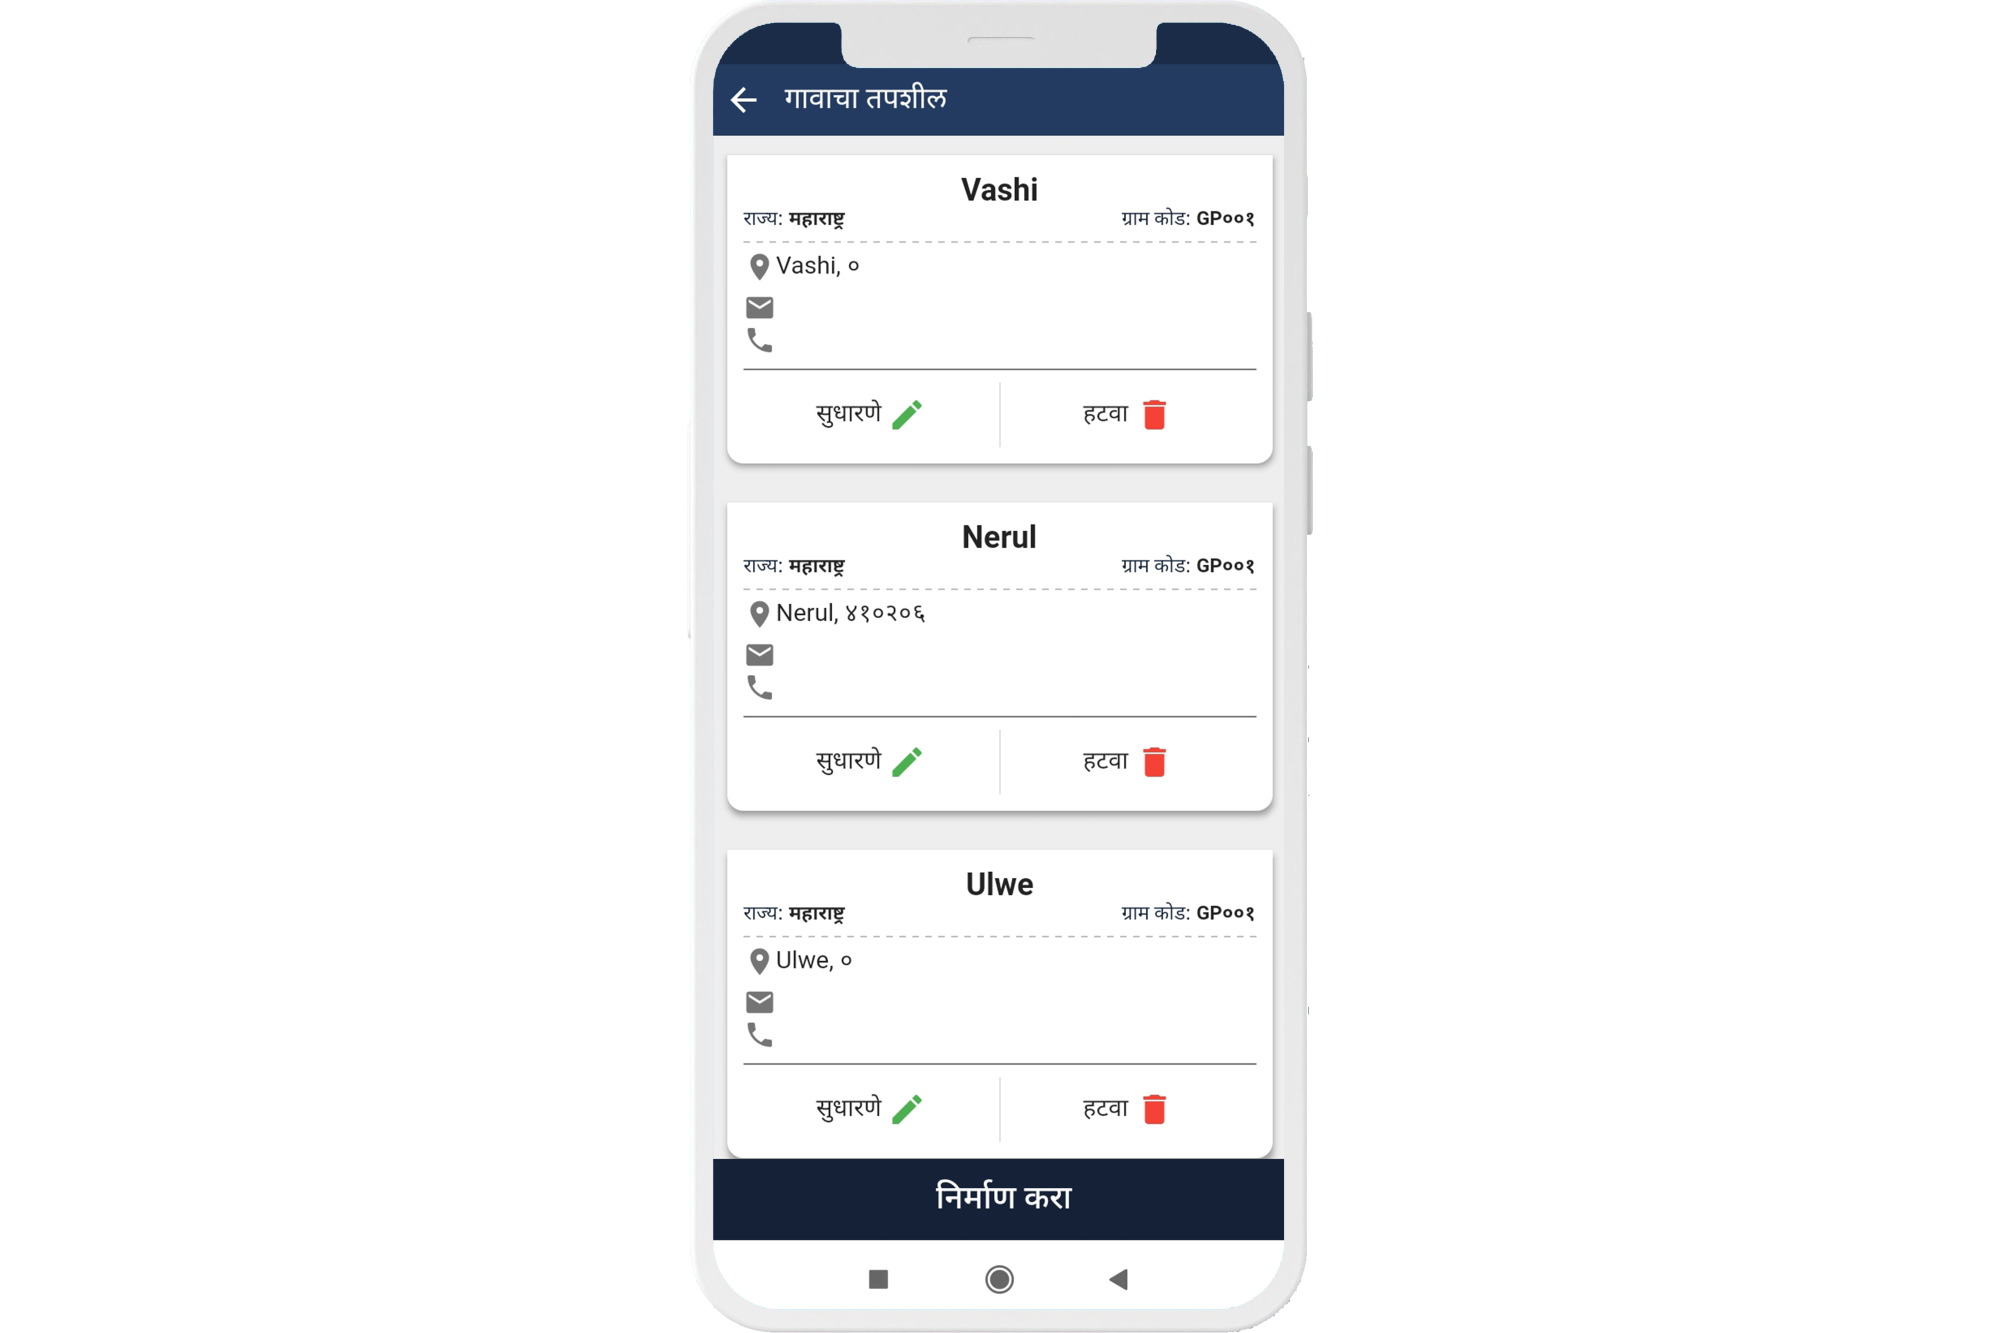 गावाचा तपशील
Vashi
राज्य: महाराष्ट्र ग्राम कोड: GP००१
Vashi, ०
सुधारणे हटवा
Nerul
राज्य: महाराष्ट्र ग्राम कोड: GP००१
Nerul, ४१०२०६
सुधारणे हटवा
Ulwe
राज्य: महाराष्ट्र ग्राम कोड: GP००१
Ulwe, ०
सुधारणे हटवा
निर्माण करा